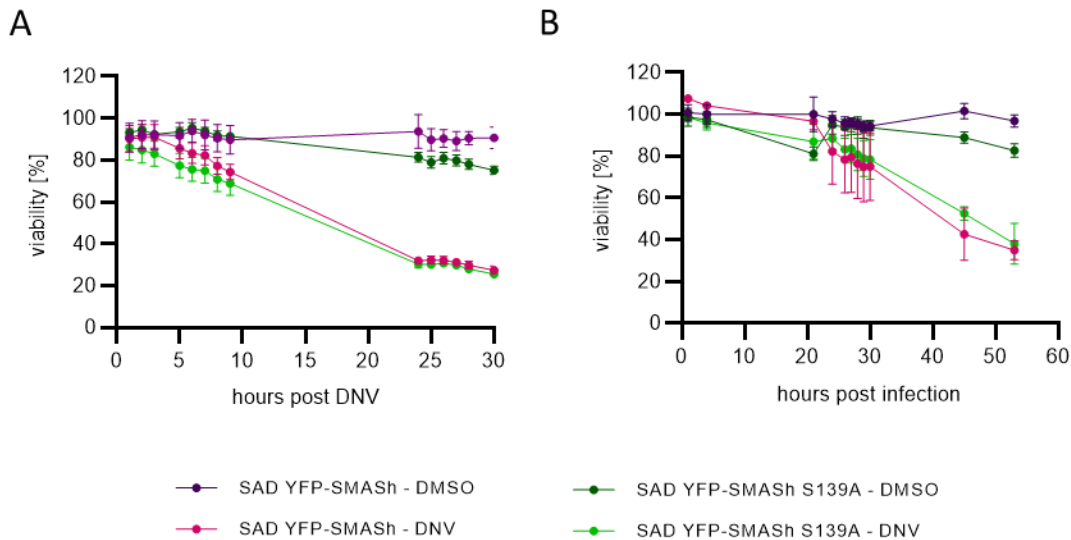 A
B
120
100
80
60
40
20
0
viability [%]
0 5 10 15 20 25 30
hours post DNV
120
100
80
60
40
20
0
viability [%]
0 10 20 30 40 50 60
hours post infection
SAD YFP-SMASh - DMSO
SAD YFP-SMASh S139A - DMSO
SAD YFP-SMASh - DNV
SAD YFP-SMASh S139A - DNV